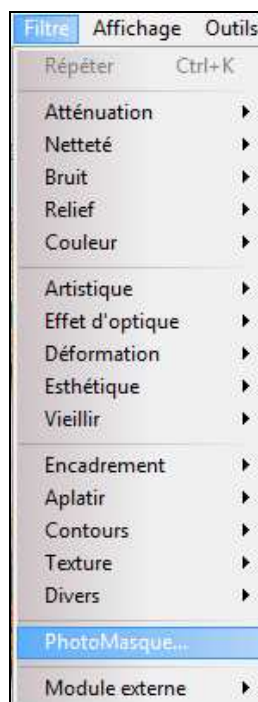 Filtre Affichage Outils
Répéter Ctrl+K
Atténuation
Netteté
Bruit
Relief
Couleur
Artistique
Effet d'optique
Déformation
Esthétique
Vieillir
Encadrement
Aplatir
Contours
Texture
Divers
PhotoMasque...
Module externe